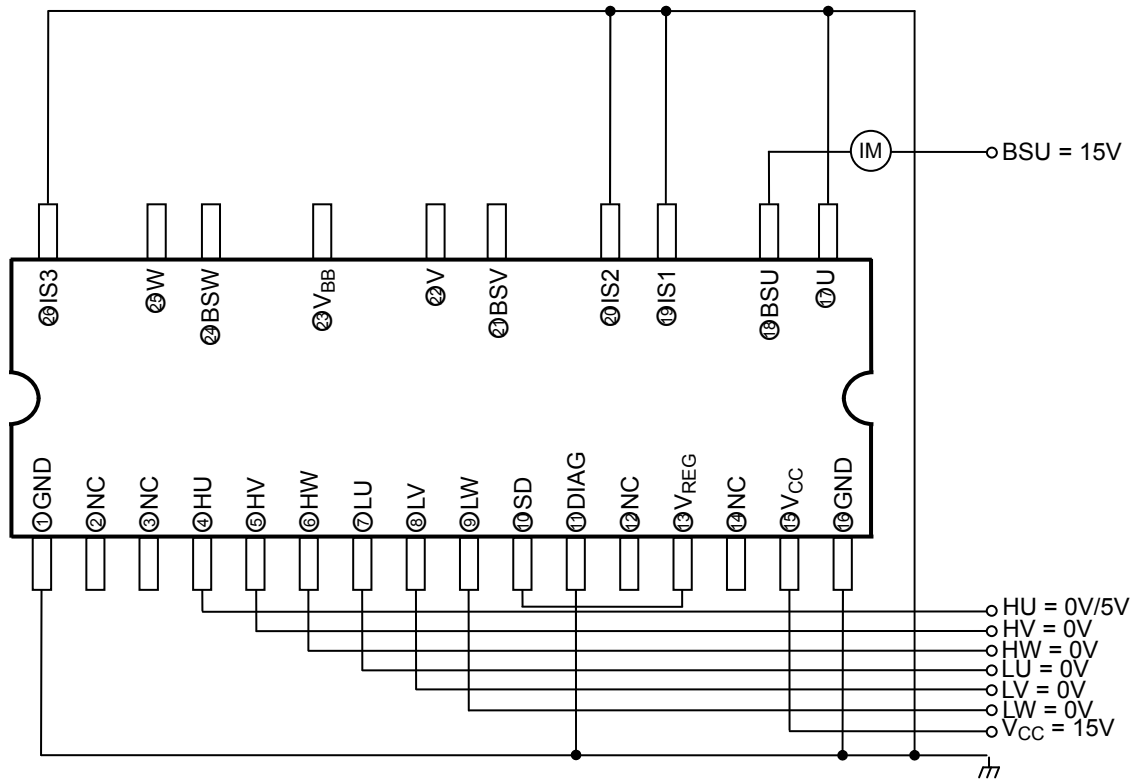 IM
BSU = 15V
㉖IS3
㉕W
㉔BSW
㉓VBB
㉒V
㉑BSV
⑳IS2
⑲IS1
⑱BSU
⑰U
①GND
②NC
③NC
④HU
⑤HV
⑥HW
⑦LU
⑧LV
⑨LW
⑩SD
⑪DIAG
⑫NC
⑬VREG
⑭NC
⑮VCC
⑯GND
HU = 0V/5V
HV = 0V
HW = 0V
LU = 0V
LV = 0V
LW = 0V
VCC = 15V